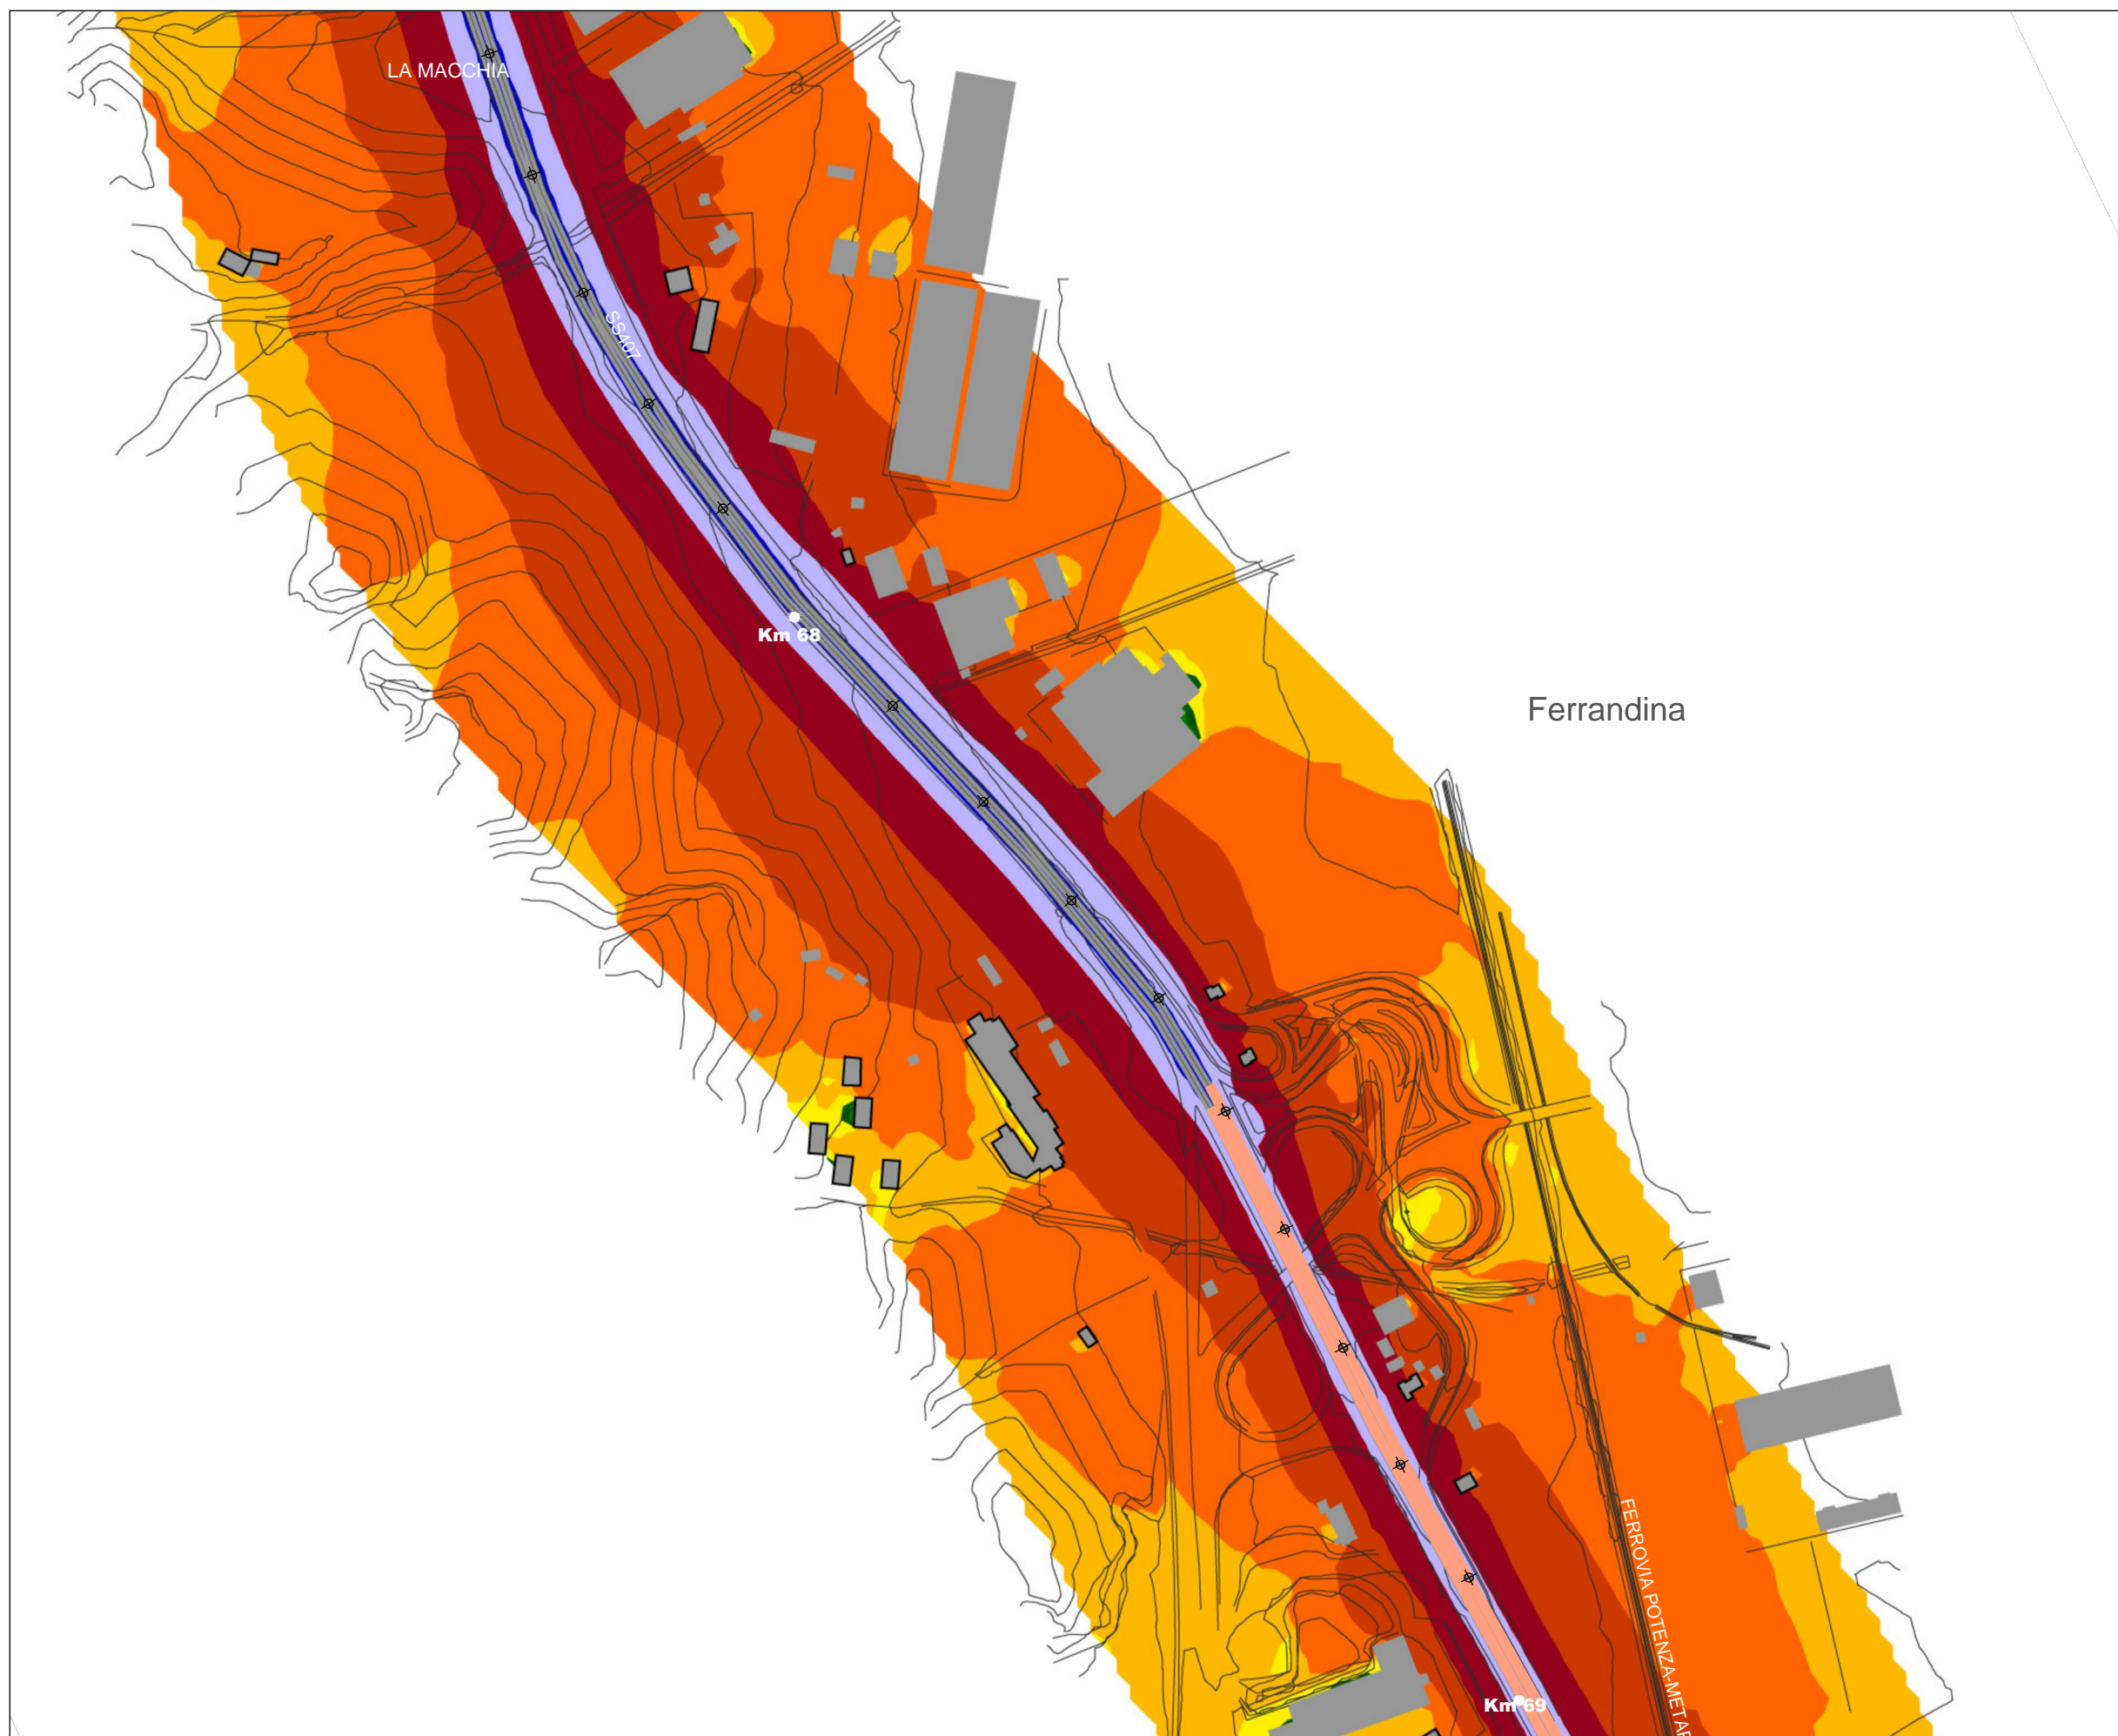 LA MACCHIA
SS407
Km 68
Ferrandina
FERROVIA POTENZA-METAP
Km 69